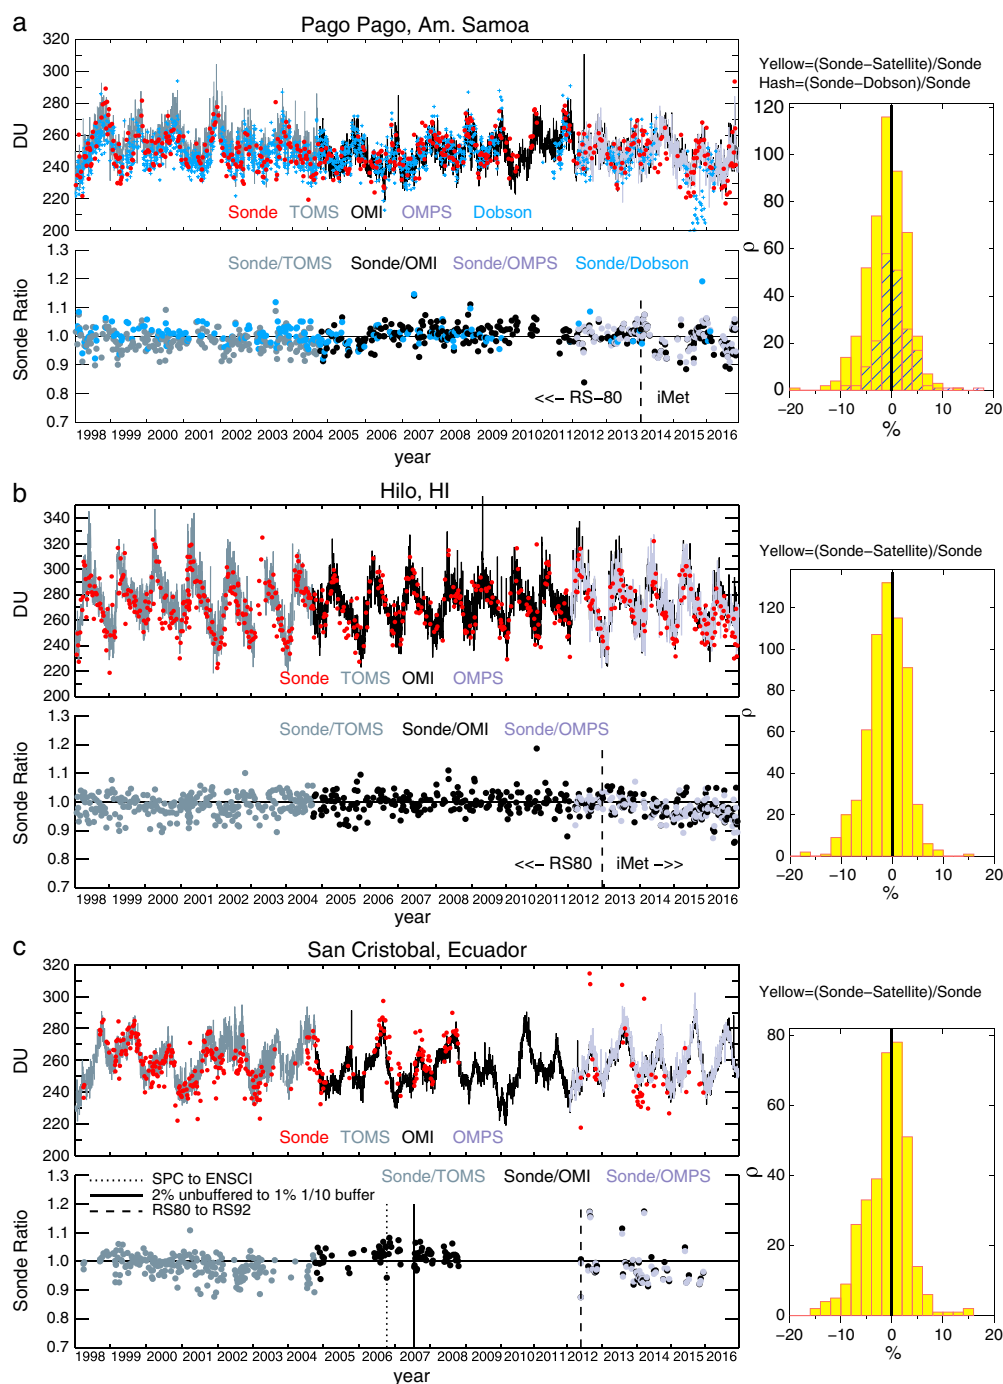 a
Pago Pago, Am. Samoa
320
300
280
260
240
220
200
DU
Sonde TOMS OMI OMPS Dobson
1.3
1.2
1.1
1.0
0.9
0.8
0.7
Sonde Ratio
Sonde/TOMS Sonde/OMI Sonde/OMPS Sonde/Dobson
<<- RS-80 iMet
1998 1999 2000 2001 2002 2003 2004 2005 2006 2007 2008 2009 2010 2011 2012 2013 2014 2015 2016
year
Yellow=(Sonde-Satellite)/Sonde
Hash=(Sonde-Dobson)/Sonde
120
100
80
60
40
20
0
ρ
-20 -10 0 10 20
%
b
Hilo, HI
340
320
300
280
260
240
220
200
DU
Sonde TOMS OMI OMPS
1.3
1.2
1.1
1.0
0.9
0.8
0.7
Sonde Ratio
Sonde/TOMS Sonde/OMI Sonde/OMPS
<<- RS80 iMet ->>
1998 1999 2000 2001 2002 2003 2004 2005 2006 2007 2008 2009 2010 2011 2012 2013 2014 2015 2016
year
Yellow=(Sonde-Satellite)/Sonde
120
100
80
60
40
20
0
ρ
-20 -10 0 10 20
%
c
San Cristobal, Ecuador
320
300
280
260
240
220
200
DU
Sonde TOMS OMI OMPS
1.3
1.2
1.1
1.0
0.9
0.8
0.7
Sonde Ratio
SPC to ENSCI
2% unbuffered to 1% 1/10 buffer
RS80 to RS92
Sonde/TOMS Sonde/OMI Sonde/OMPS
1998 1999 2000 2001 2002 2003 2004 2005 2006 2007 2008 2009 2010 2011 2012 2013 2014 2015 2016
year
Yellow=(Sonde-Satellite)/Sonde
80
60
40
20
0
ρ
-20 -10 0 10 20
%